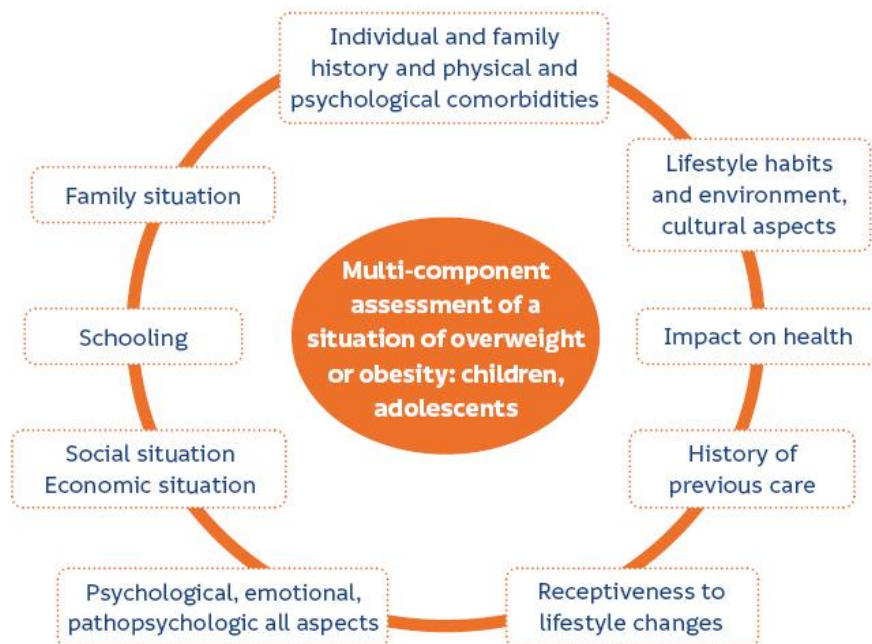 Individual and family
history and physical and
psychological comorbidities
Lifestyle habits
and environment,
cultural aspects
Impact on health
History of
previous care
Receptiveness to
lifestyle changes
Psychological, emotional,
pathopsychologic all aspects
Social situation
Economic situation
Schooling
Family situation
Multi-component
assessment of a
situation of overweight
or obesity: children,
adolescents